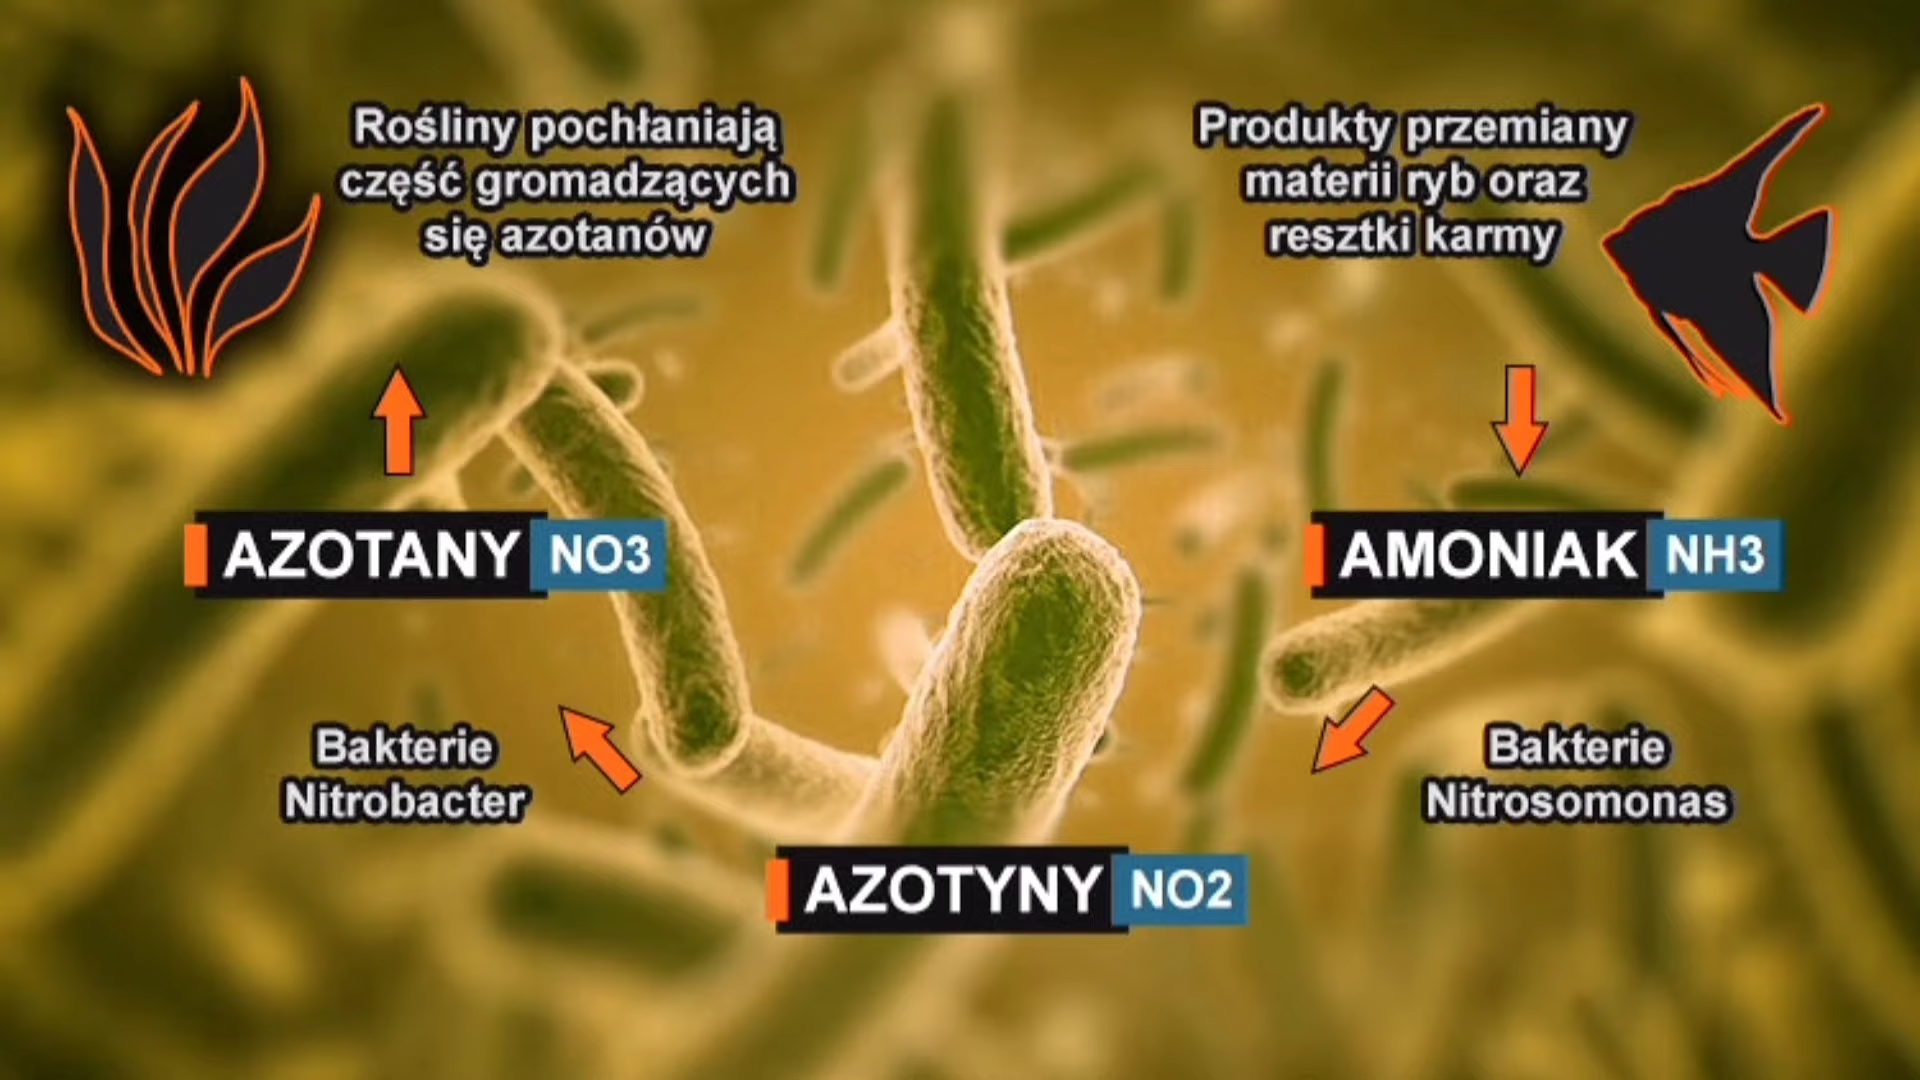 Rośliny pochłaniają
część gromadzących
się azotanów
Produkty przemiany
materii ryb oraz
resztki karmy
AZOTANY NO3
AMONIAK NH3
Bakterie
Nitrobacter
Bakterie
Nitrosomonas
AZOTYNY NO2